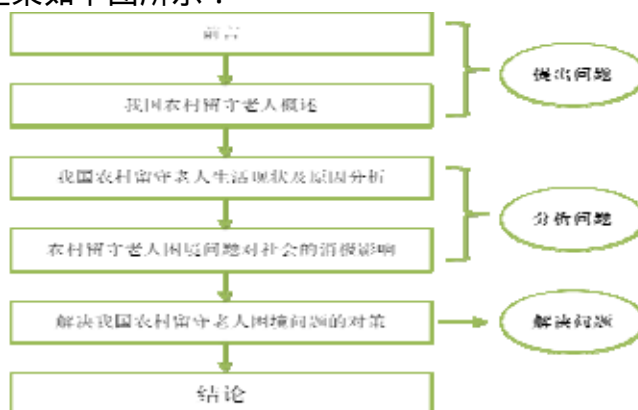 框架如下图所示：
前言
提出问题
我国农村留守老人概述
我国农村留守老人生活现状及原因分析
分析问题
农村留守老人困境问题对社会的消极影响
解决我国农村留守老人困境问题的对策
解决问题
结论